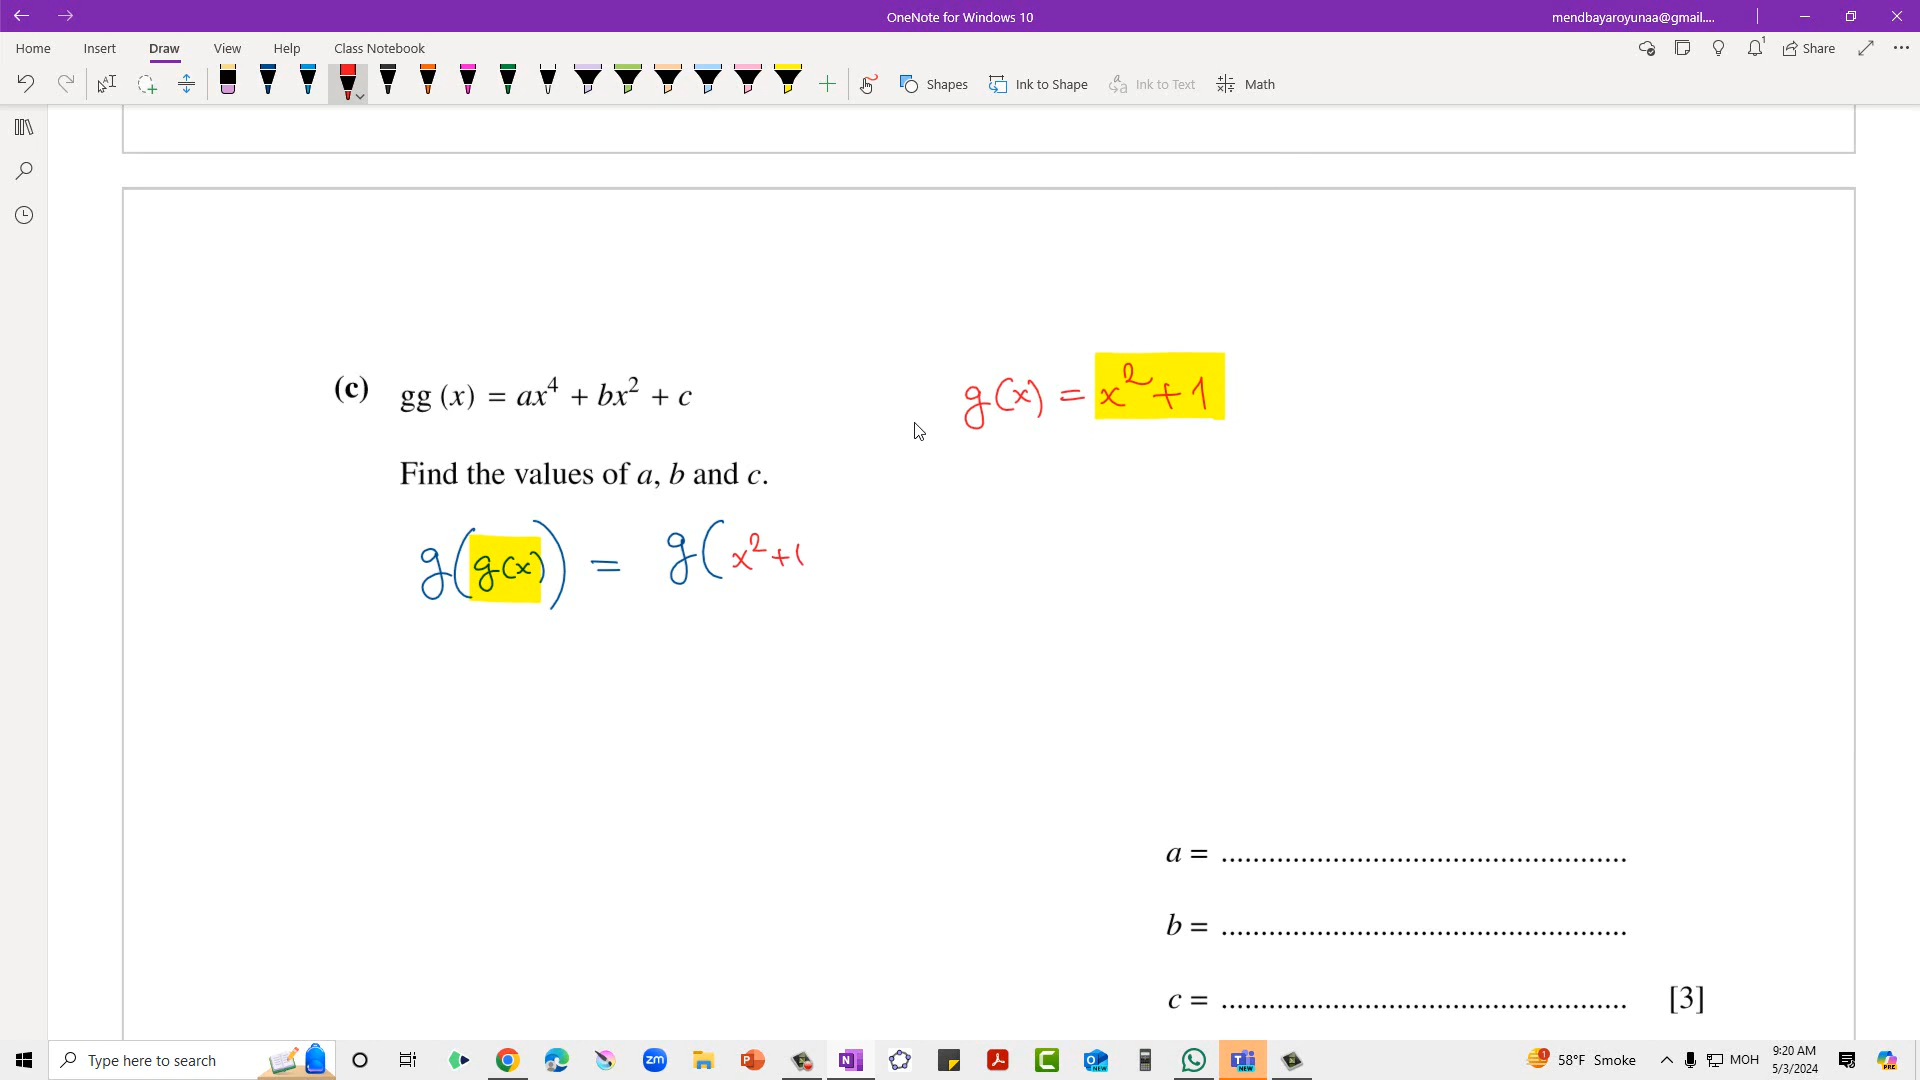 OneNote for Windows 10
mendbayaroyunaa@gmail....
Home Insert Draw View Help Class Notebook
1 Share
Shapes Ink to Shape Ink to Text Math
(c) gg (x) = ax⁴ + bx² + c
g(x) = x² + 1
Find the values of a, b and c.
g(g(x)) = g(x²+1
a = ....................................................
b = ....................................................
c = .................................................... [3]
Type here to search
58°F Smoke
MOH
9:20 AM
5/3/2024